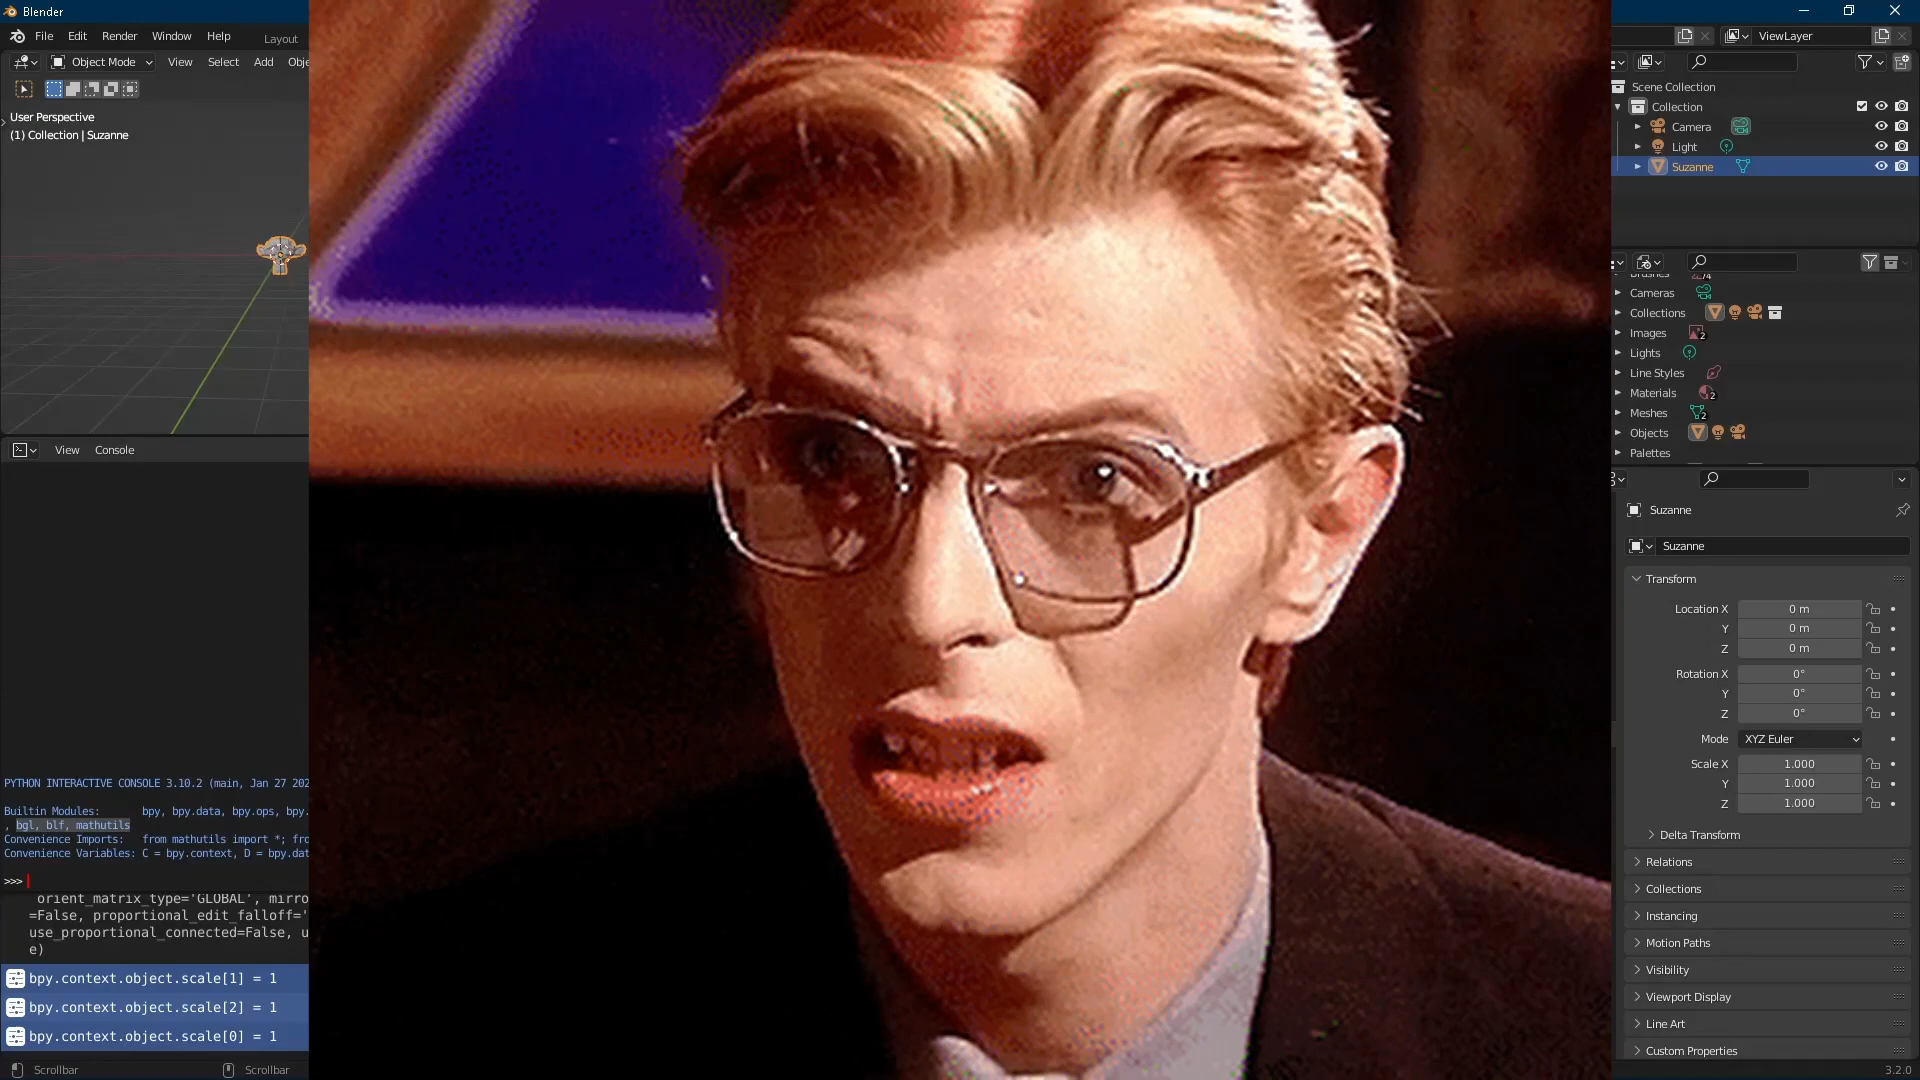 Blender
File Edit Render Window Help Layout
ViewLayer
Object Mode View Select Add Obje
User Perspective
(1) Collection | Suzanne
View Console
PYTHON INTERACTIVE CONSOLE 3.10.2 (main, Jan 27 202
Builtin Modules: bpy, bpy.data, bpy.ops, bpy.
, bgl, blf, mathutils
Convenience Imports: from mathutils import *; fro
Convenience Variables: C = bpy.context, D = bpy.dat
>>>
orient_matrix_type='GLOBAL', mirro
=False, proportional_edit_falloff='
use_proportional_connected=False, u
e)
bpy.context.object.scale[1] = 1
bpy.context.object.scale[2] = 1
bpy.context.object.scale[0] = 1
Scrollbar Scrollbar
Scene Collection
Collection
Camera
Light
Suzanne
Brushes
Cameras
Collections
Images 2
Lights
Line Styles
Materials 2
Meshes 2
Objects
Palettes
Suzanne
Suzanne
Transform
Location X 0 m
Y 0 m
Z 0 m
Rotation X 0°
Y 0°
Z 0°
Mode XYZ Euler
Scale X 1.000
Y 1.000
Z 1.000
Delta Transform
Relations
Collections
Instancing
Motion Paths
Visibility
Viewport Display
Line Art
Custom Properties
3.2.0